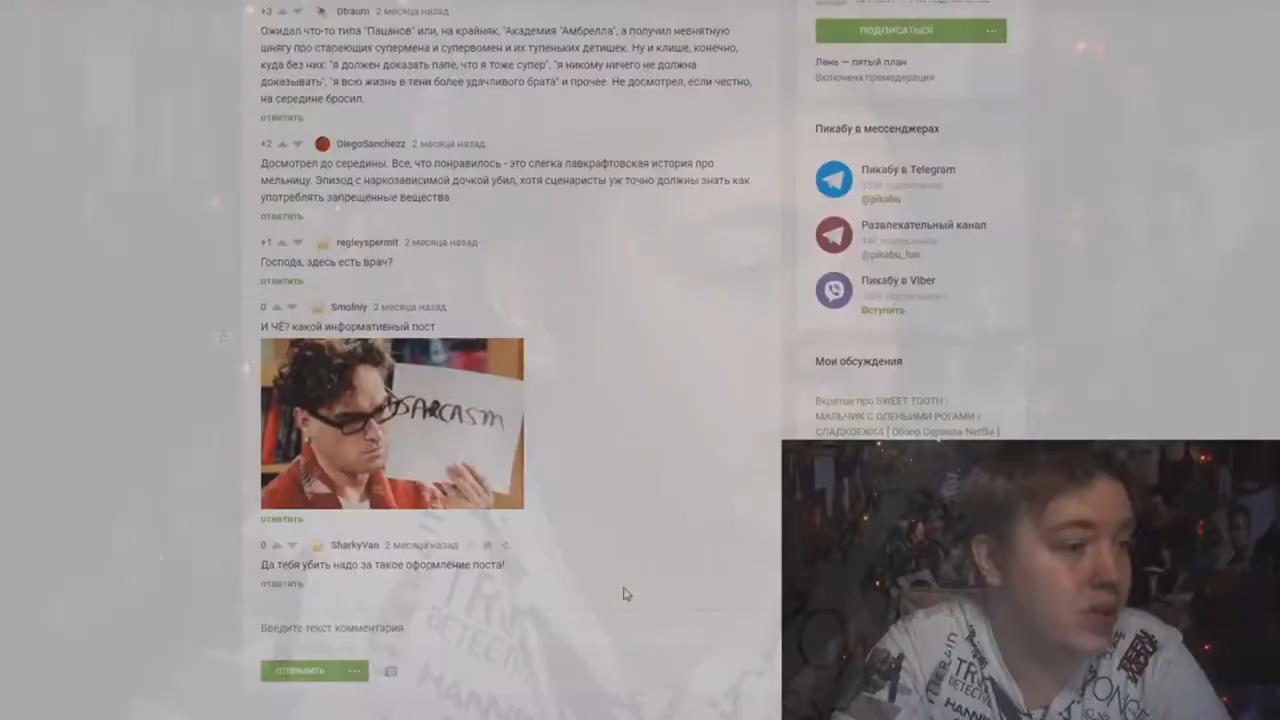 +3 Dtraum 2 месяца назад
Ожидал что-то типа "Пацанов" или, на крайняк, "Академия "Амбрелла", а получил невнятную
шнягу про стареющих супермена и супервомен и их тупеньких детишек. Ну и клише, конечно,
куда без них: "я должен доказать папе, что я тоже супер", "я никому ничего не должна
доказывать", "я всю жизнь в тени более удачливого брата" и прочее. Не досмотрел, если честно,
на середине бросил.
ответить
+2 DiegoSanchezz 2 месяца назад
Досмотрел до середины. Все, что понравилось - это слегка лавкрафтовская история про
мельницу. Эпизод с наркозависимой дочкой убил, хотя сценаристы уж точно должны знать как
употреблять запрещенные вещества
ответить
+1 regleyspermit 2 месяца назад
Господа, здесь есть врач?
ответить
0 Smolniy 2 месяца назад
И ЧЁ? какой информативный пост
SARCASM
ответить
0 SharkyVan 2 месяца назад
Да тебя убить надо за такое оформление поста!
ответить
Введите текст комментария
ОТПРАВИТЬ
ПОДПИСАТЬСЯ
Лень — пятый план
Включена премодерация
Пикабу в мессенджерах
Пикабу в Telegram
@pikabu
Развлекательный канал
@pikabu_fun
Пикабу в Viber
Вступить
Мои обсуждения
Вкратце про SWEET TOOTH :
МАЛЬЧИК С ОЛЕНЬИМИ РОГАМИ /
СЛАДКОЕЖКА [ Обзор Сериала Netflix ]
TRUE
DETECTIVE
HANNIBAL
TRUE
DETECTIVE
HANNIBAL